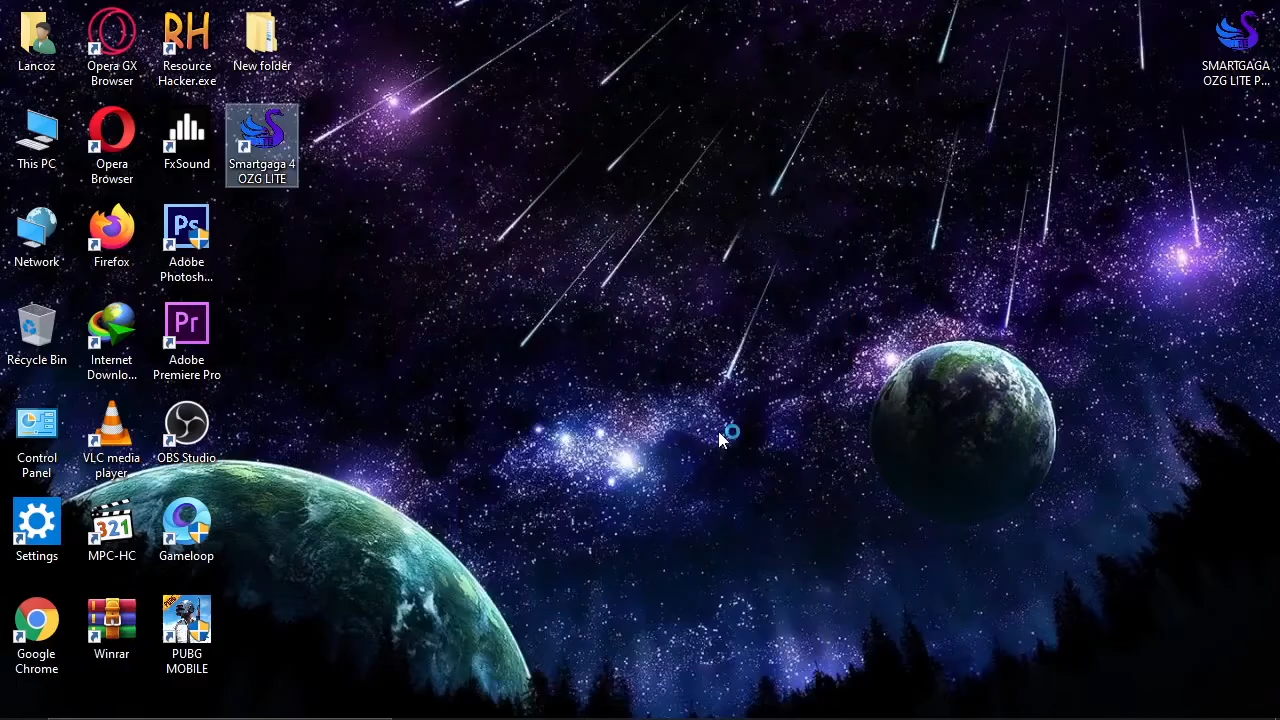 Lancoz
Opera GX
Browser
RH
Resource
Hacker.exe
New folder
SMARTGAGA
OZG LITE P...
This PC
Opera
Browser
FxSound
LITE
Smartgaga 4
OZG LITE
Network
Firefox
Ps
Adobe
Photosh...
Recycle Bin
Internet
Downlo...
Pr
Adobe
Premiere Pro
Control
Panel
VLC media
player
OBS Studio
Settings
321
MPC-HC
Gameloop
Google
Chrome
Winrar
PUBG
MOBILE